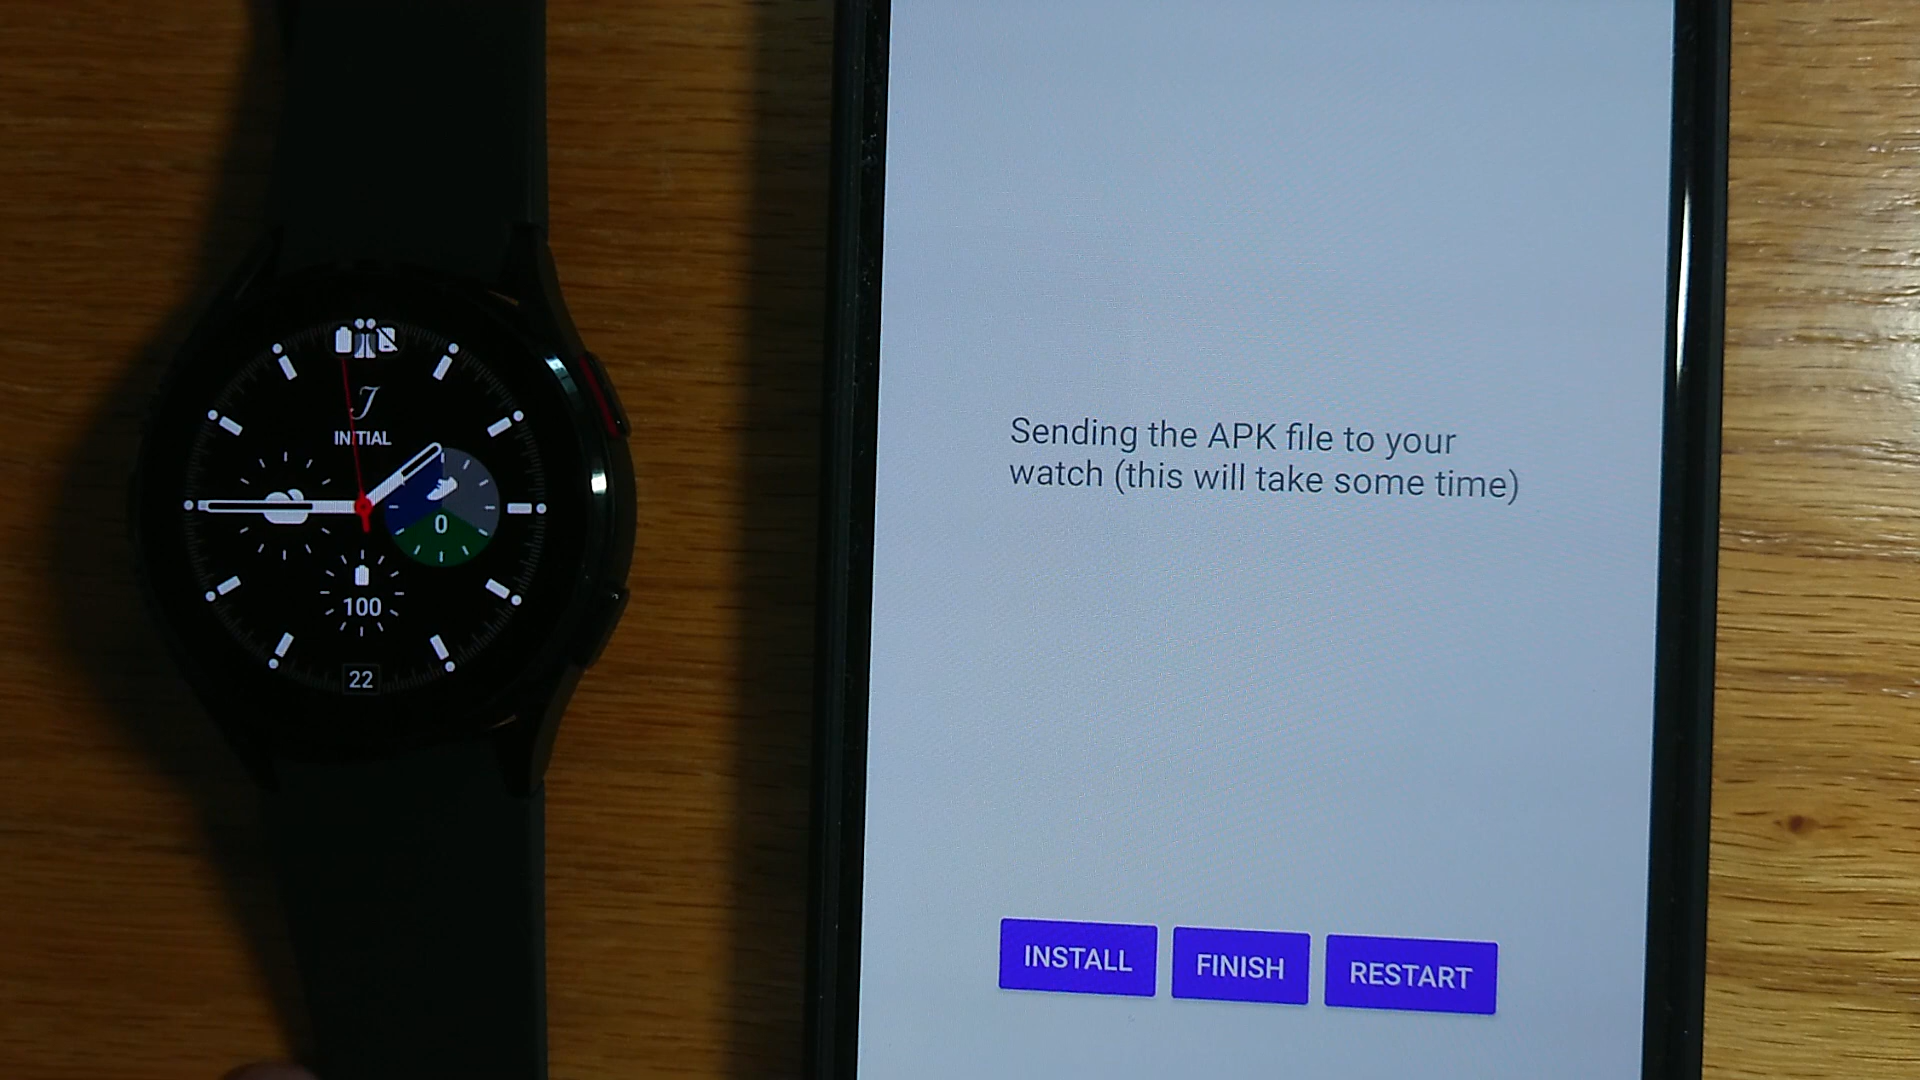 J
INITIAL
0
100
22
Sending the APK file to your
watch (this will take some time)
INSTALL
FINISH
RESTART